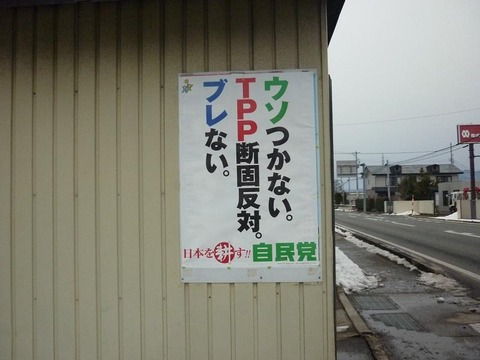 ウソつかない。
TPP断固反対。
ブレない。
日本を耕す!!自民党